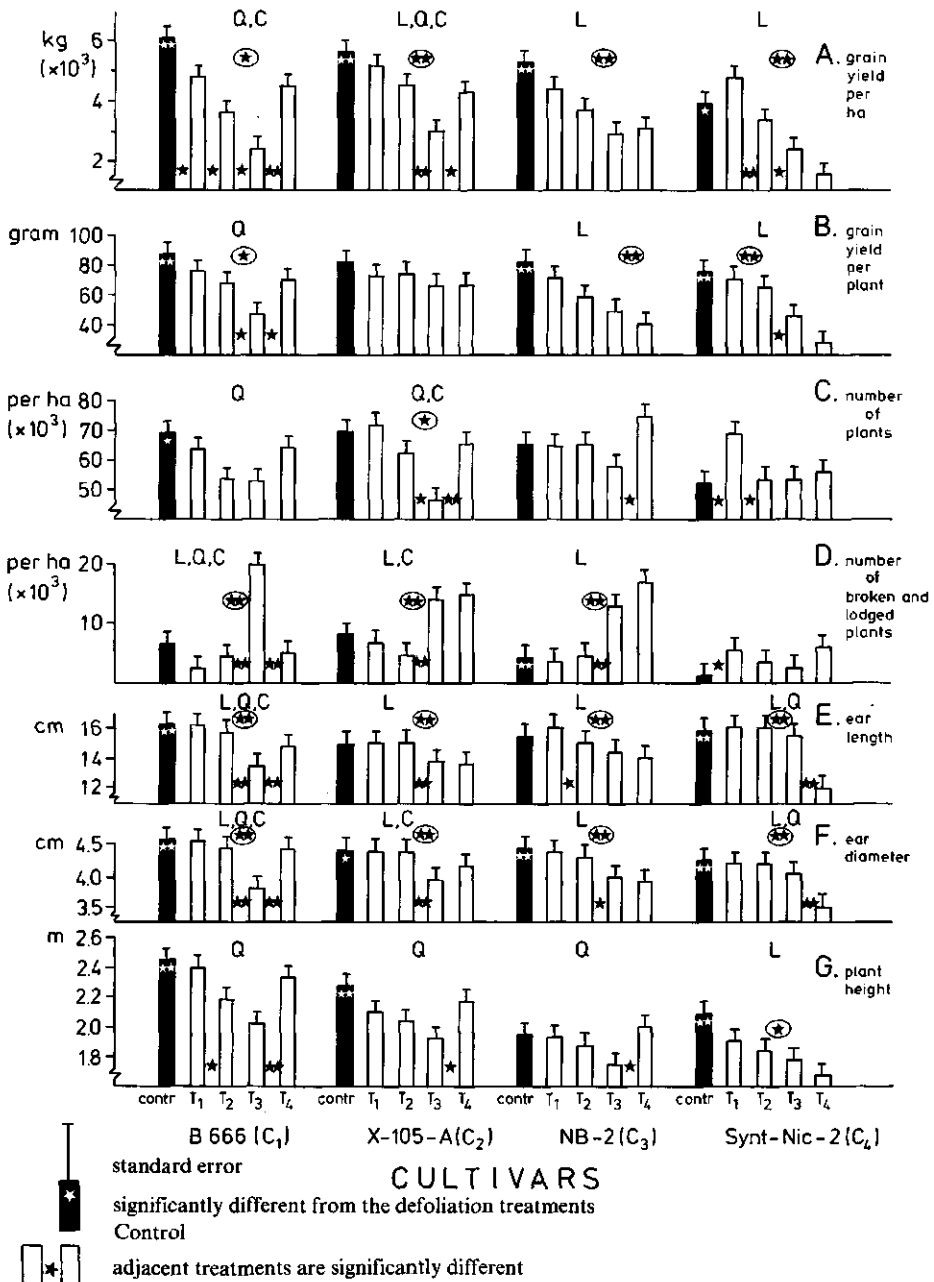 Q,C L,Q,C L L
kg (×10³) 6 4 2
A. grain yield per ha
Q L L
gram 100 80 60 40
B. grain yield per plant
Q Q,C
per ha (×10³) 80 70 60 50
C. number of plants
L,Q,C L,C L
per ha (×10³) 20 10
D. number of broken and lodged plants
L,Q,C L L L,Q
cm 16 14 12
E. ear length
L,Q,C L,C L L,Q
cm 4.5 4.0 3.5
F. ear diameter
Q Q Q L
m 2.6 2.4 2.2 2.0 1.8
G. plant height
contr T₁ T₂ T₃ T₄ contr T₁ T₂ T₃ T₄ contr T₁ T₂ T₃ T₄ contr T₁ T₂ T₃ T₄
B 666 (C₁) X-105-A (C₂) NB-2 (C₃) Synt-Nic-2 (C₄)
CULTIVARS
standard error
significantly different from the defoliation treatments
Control
adjacent treatments are significantly different